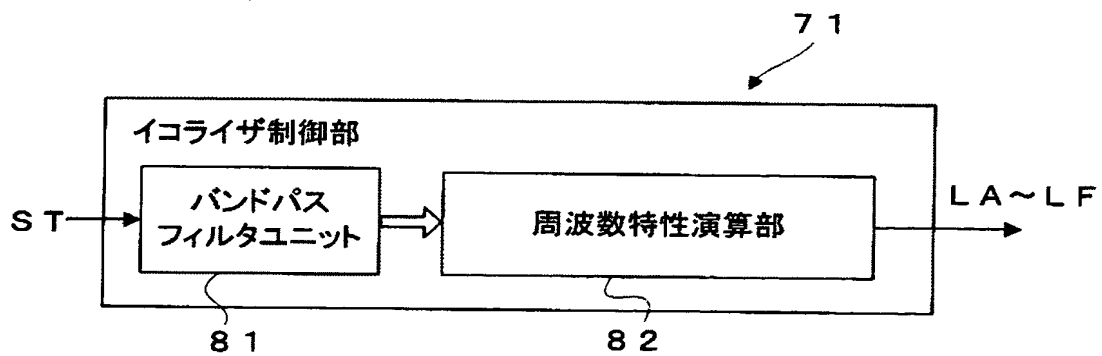 ７１
イコライザ制御部
バンドパス
フィルタユニット
周波数特性演算部
ＳＴ
ＬＡ～ＬＦ
８１
８２